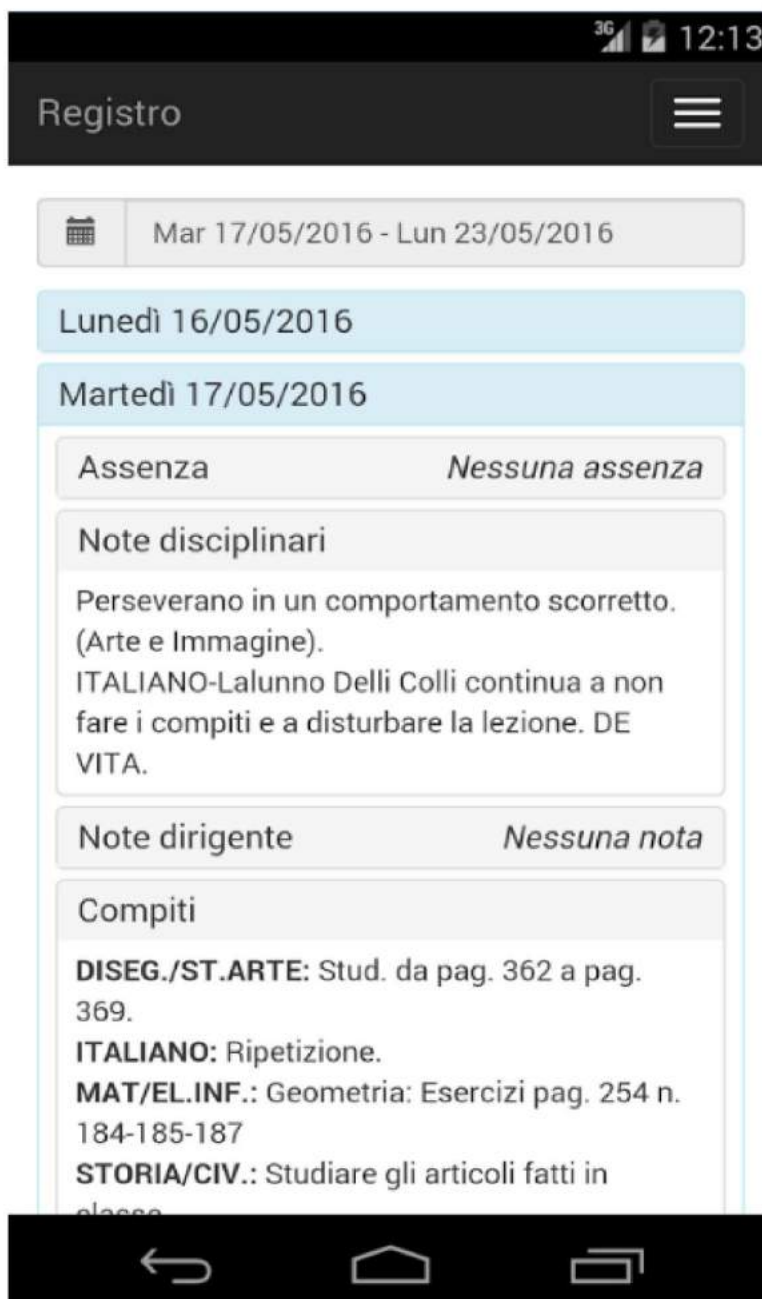 3G 12:13
Registro
Mar 17/05/2016 - Lun 23/05/2016
Lunedì 16/05/2016
Martedì 17/05/2016
Assenza Nessuna assenza
Note disciplinari
Perseverano in un comportamento scorretto.
(Arte e Immagine).
ITALIANO-Lalunno Delli Colli continua a non
fare i compiti e a disturbare la lezione. DE
VITA.
Note dirigente Nessuna nota
Compiti
DISEG./ST.ARTE: Stud. da pag. 362 a pag.
369.
ITALIANO: Ripetizione.
MAT/EL.INF.: Geometria: Esercizi pag. 254 n.
184-185-187
STORIA/CIV.: Studiare gli articoli fatti in
classe